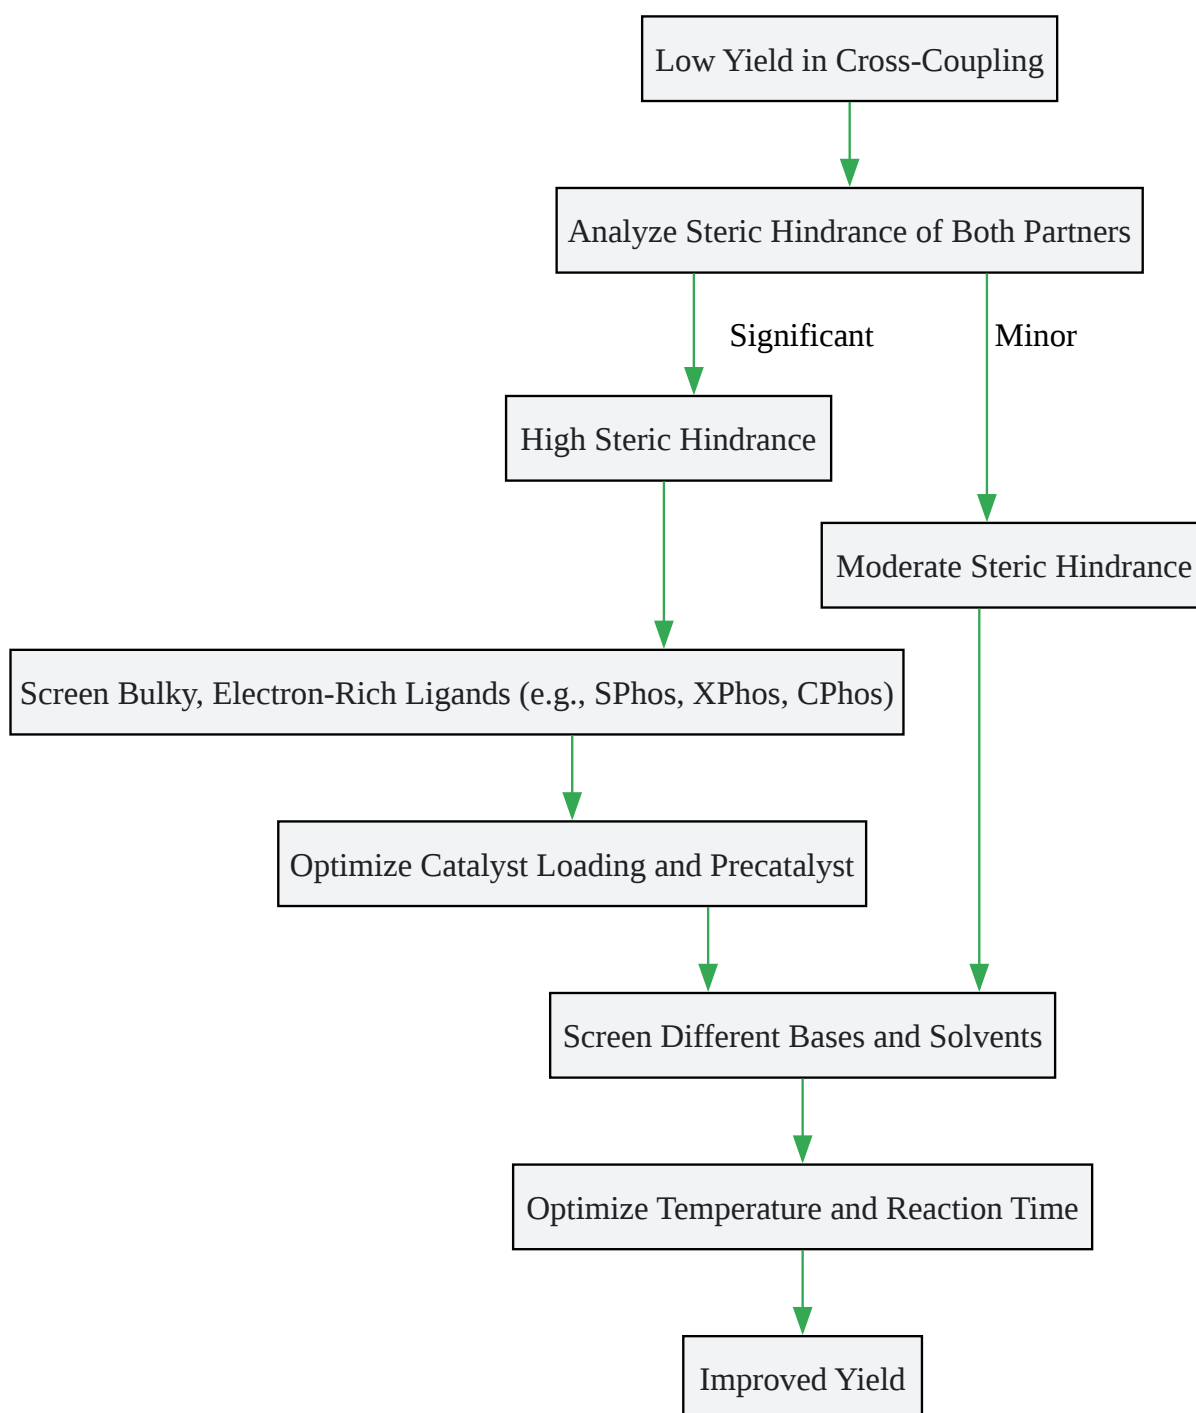 Low Yield in Cross-Coupling
Analyze Steric Hindrance of Both Partners
Significant
Minor
High Steric Hindrance
Moderate Steric Hindrance
Screen Bulky, Electron-Rich Ligands (e.g., SPhos, XPhos, CPhos)
Optimize Catalyst Loading and Precatalyst
Screen Different Bases and Solvents
Optimize Temperature and Reaction Time
Improved Yield